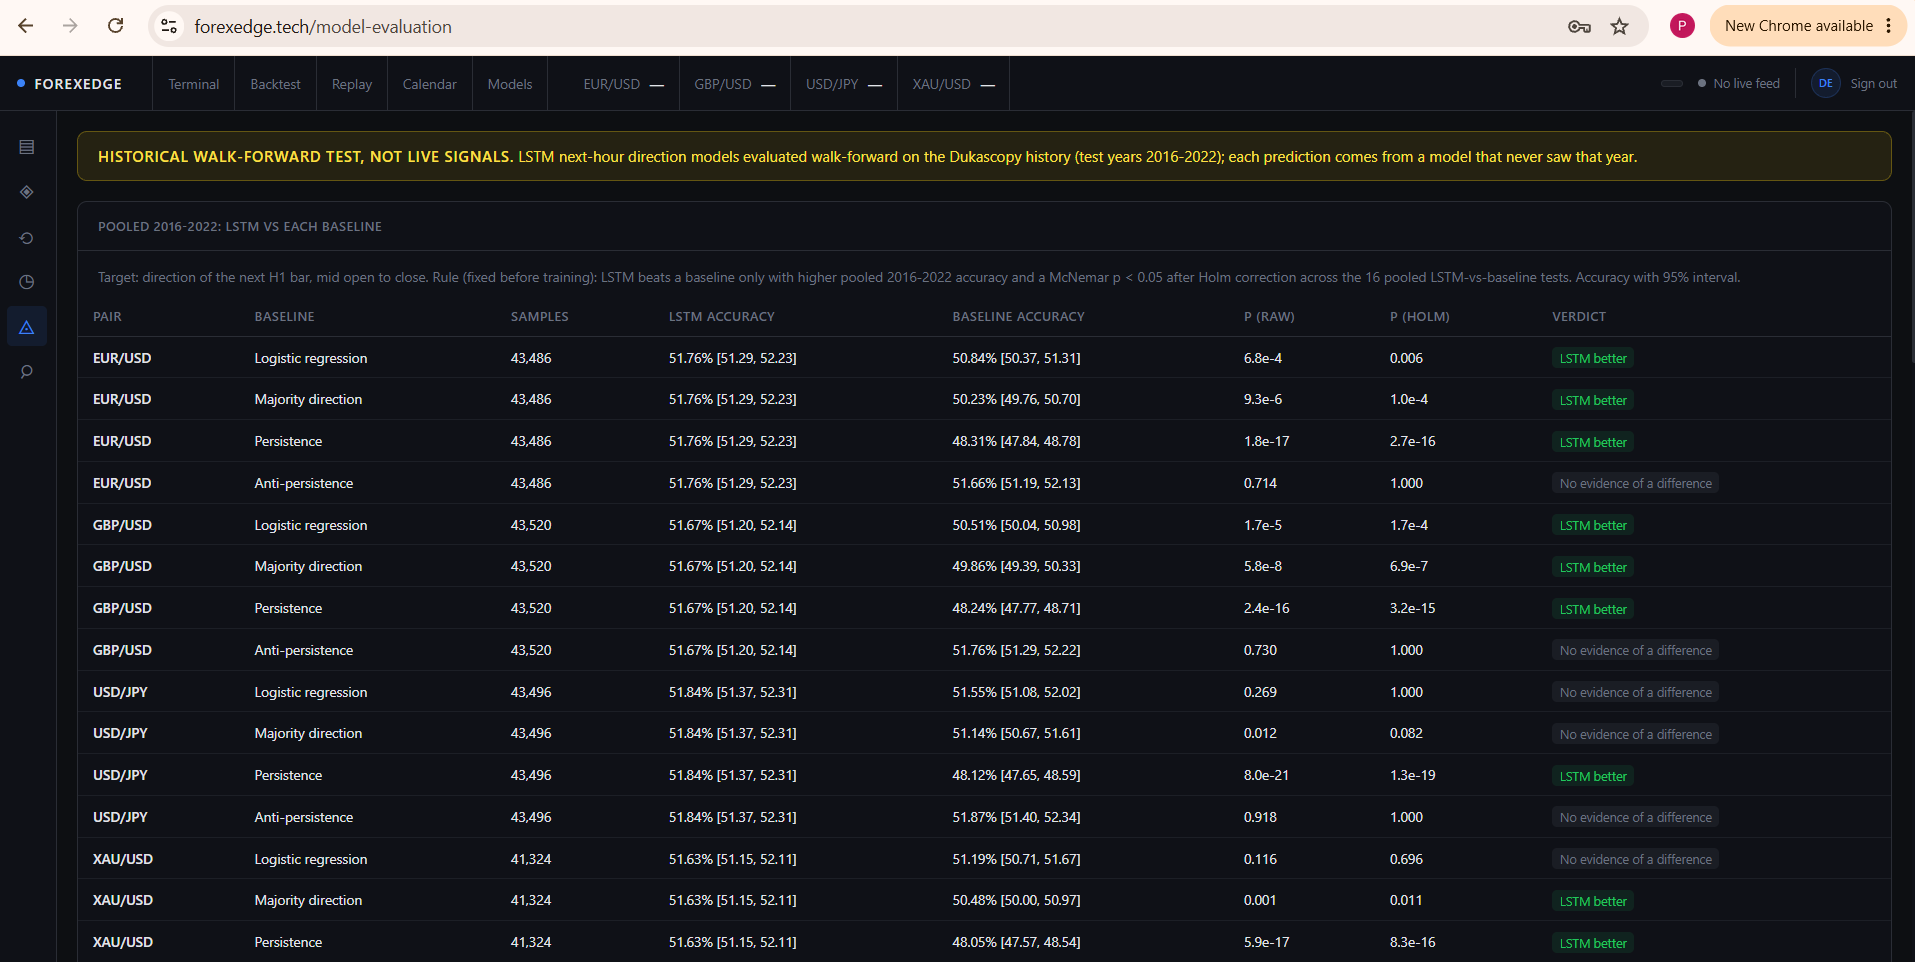 forexedge.tech/model-evaluation
P
New Chrome available
FOREXEDGE
Terminal
Backtest
Replay
Calendar
Models
EUR/USD —
GBP/USD —
USD/JPY —
XAU/USD —
No live feed
DE
Sign out
HISTORICAL WALK-FORWARD TEST, NOT LIVE SIGNALS. LSTM next-hour direction models evaluated walk-forward on the Dukascopy history (test years 2016-2022); each prediction comes from a model that never saw that year.
POOLED 2016-2022: LSTM VS EACH BASELINE
Target: direction of the next H1 bar, mid open to close. Rule (fixed before training): LSTM beats a baseline only with higher pooled 2016-2022 accuracy and a McNemar p < 0.05 after Holm correction across the 16 pooled LSTM-vs-baseline tests. Accuracy with 95% interval.
PAIR BASELINE SAMPLES LSTM ACCURACY BASELINE ACCURACY P (RAW) P (HOLM) VERDICT
EUR/USD Logistic regression 43,486 51.76% [51.29, 52.23] 50.84% [50.37, 51.31] 6.8e-4 0.006 LSTM better
EUR/USD Majority direction 43,486 51.76% [51.29, 52.23] 50.23% [49.76, 50.70] 9.3e-6 1.0e-4 LSTM better
EUR/USD Persistence 43,486 51.76% [51.29, 52.23] 48.31% [47.84, 48.78] 1.8e-17 2.7e-16 LSTM better
EUR/USD Anti-persistence 43,486 51.76% [51.29, 52.23] 51.66% [51.19, 52.13] 0.714 1.000 No evidence of a difference
GBP/USD Logistic regression 43,520 51.67% [51.20, 52.14] 50.51% [50.04, 50.98] 1.7e-5 1.7e-4 LSTM better
GBP/USD Majority direction 43,520 51.67% [51.20, 52.14] 49.86% [49.39, 50.33] 5.8e-8 6.9e-7 LSTM better
GBP/USD Persistence 43,520 51.67% [51.20, 52.14] 48.24% [47.77, 48.71] 2.4e-16 3.2e-15 LSTM better
GBP/USD Anti-persistence 43,520 51.67% [51.20, 52.14] 51.76% [51.29, 52.22] 0.730 1.000 No evidence of a difference
USD/JPY Logistic regression 43,496 51.84% [51.37, 52.31] 51.55% [51.08, 52.02] 0.269 1.000 No evidence of a difference
USD/JPY Majority direction 43,496 51.84% [51.37, 52.31] 51.14% [50.67, 51.61] 0.012 0.082 No evidence of a difference
USD/JPY Persistence 43,496 51.84% [51.37, 52.31] 48.12% [47.65, 48.59] 8.0e-21 1.3e-19 LSTM better
USD/JPY Anti-persistence 43,496 51.84% [51.37, 52.31] 51.87% [51.40, 52.34] 0.918 1.000 No evidence of a difference
XAU/USD Logistic regression 41,324 51.63% [51.15, 52.11] 51.19% [50.71, 51.67] 0.116 0.696 No evidence of a difference
XAU/USD Majority direction 41,324 51.63% [51.15, 52.11] 50.48% [50.00, 50.97] 0.001 0.011 LSTM better
XAU/USD Persistence 41,324 51.63% [51.15, 52.11] 48.05% [47.57, 48.54] 5.9e-17 8.3e-16 LSTM better